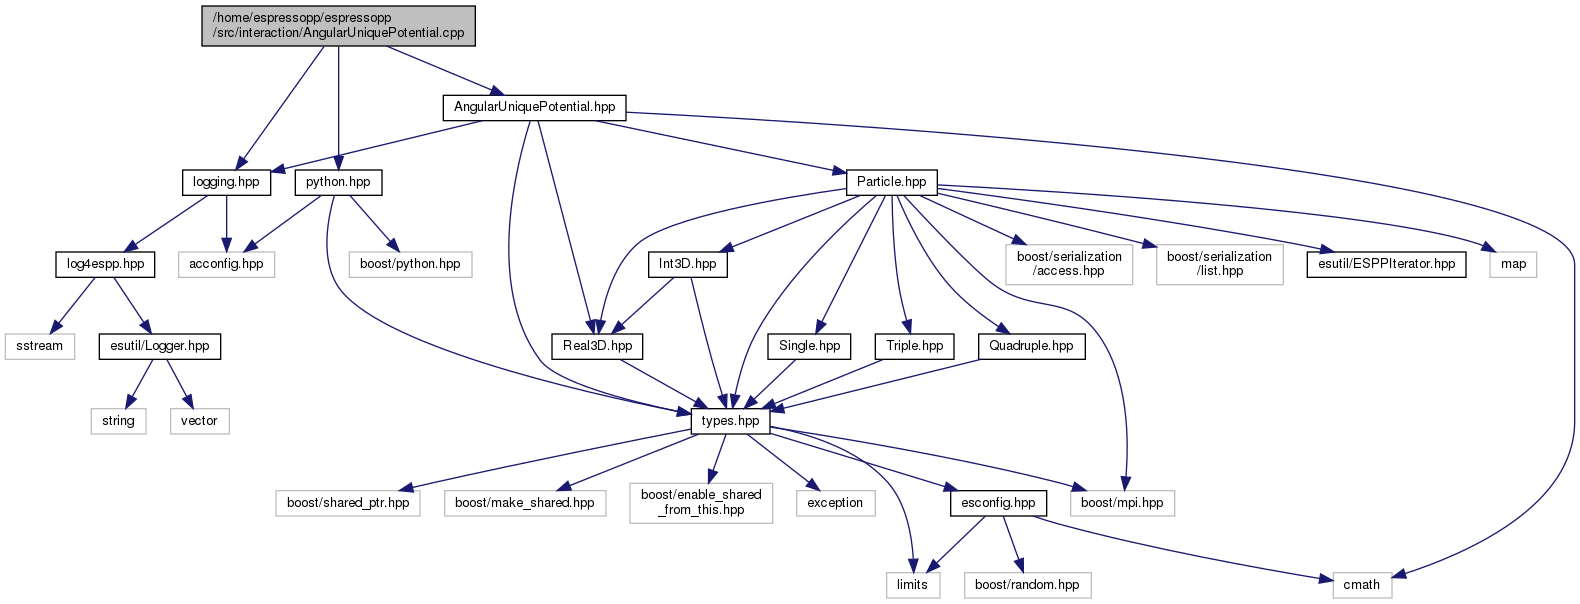 /home/espressopp/espressopp
/src/interaction/AngularUniquePotential.cpp
AngularUniquePotential.hpp
logging.hpp
python.hpp
Particle.hpp
log4espp.hpp
acconfig.hpp
boost/python.hpp
Int3D.hpp
boost/serialization
/access.hpp
boost/serialization
/list.hpp
esutil/ESPPIterator.hpp
map
sstream
esutil/Logger.hpp
Real3D.hpp
Single.hpp
Triple.hpp
Quadruple.hpp
string
vector
types.hpp
boost/shared_ptr.hpp
boost/make_shared.hpp
boost/enable_shared
_from_this.hpp
exception
esconfig.hpp
boost/mpi.hpp
limits
boost/random.hpp
cmath